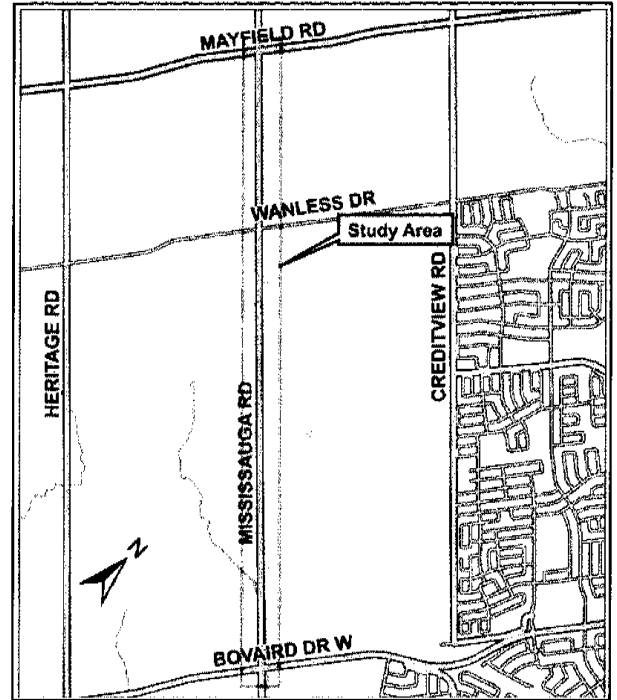 MAYFIELD RD
WANLESS DR
Study Area
HERITAGE RD
MISSISSAUGA RD
CREDITVIEW RD
N
BOVAIRD DR W